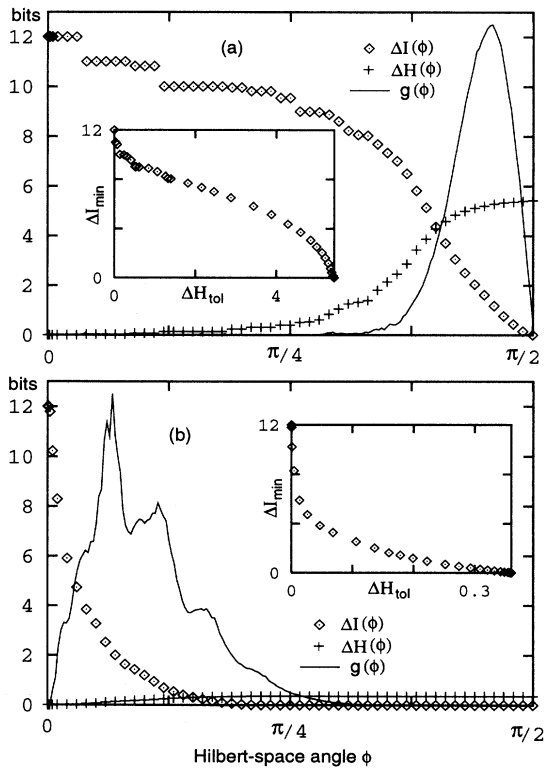 bits
12
10
8
6
4
2
0
(a)
◇ ΔI(ϕ)
+ ΔH(ϕ)
g(ϕ)
12
ΔI_min
0
0 ΔH_tol 4
0 π/4 π/2
bits
12
10
8
6
4
2
0
(b)
12
ΔI_min
0
0 ΔH_tol 0.3
◇ ΔI(ϕ)
+ ΔH(ϕ)
g(ϕ)
0 π/4 π/2
Hilbert-space angle ϕ